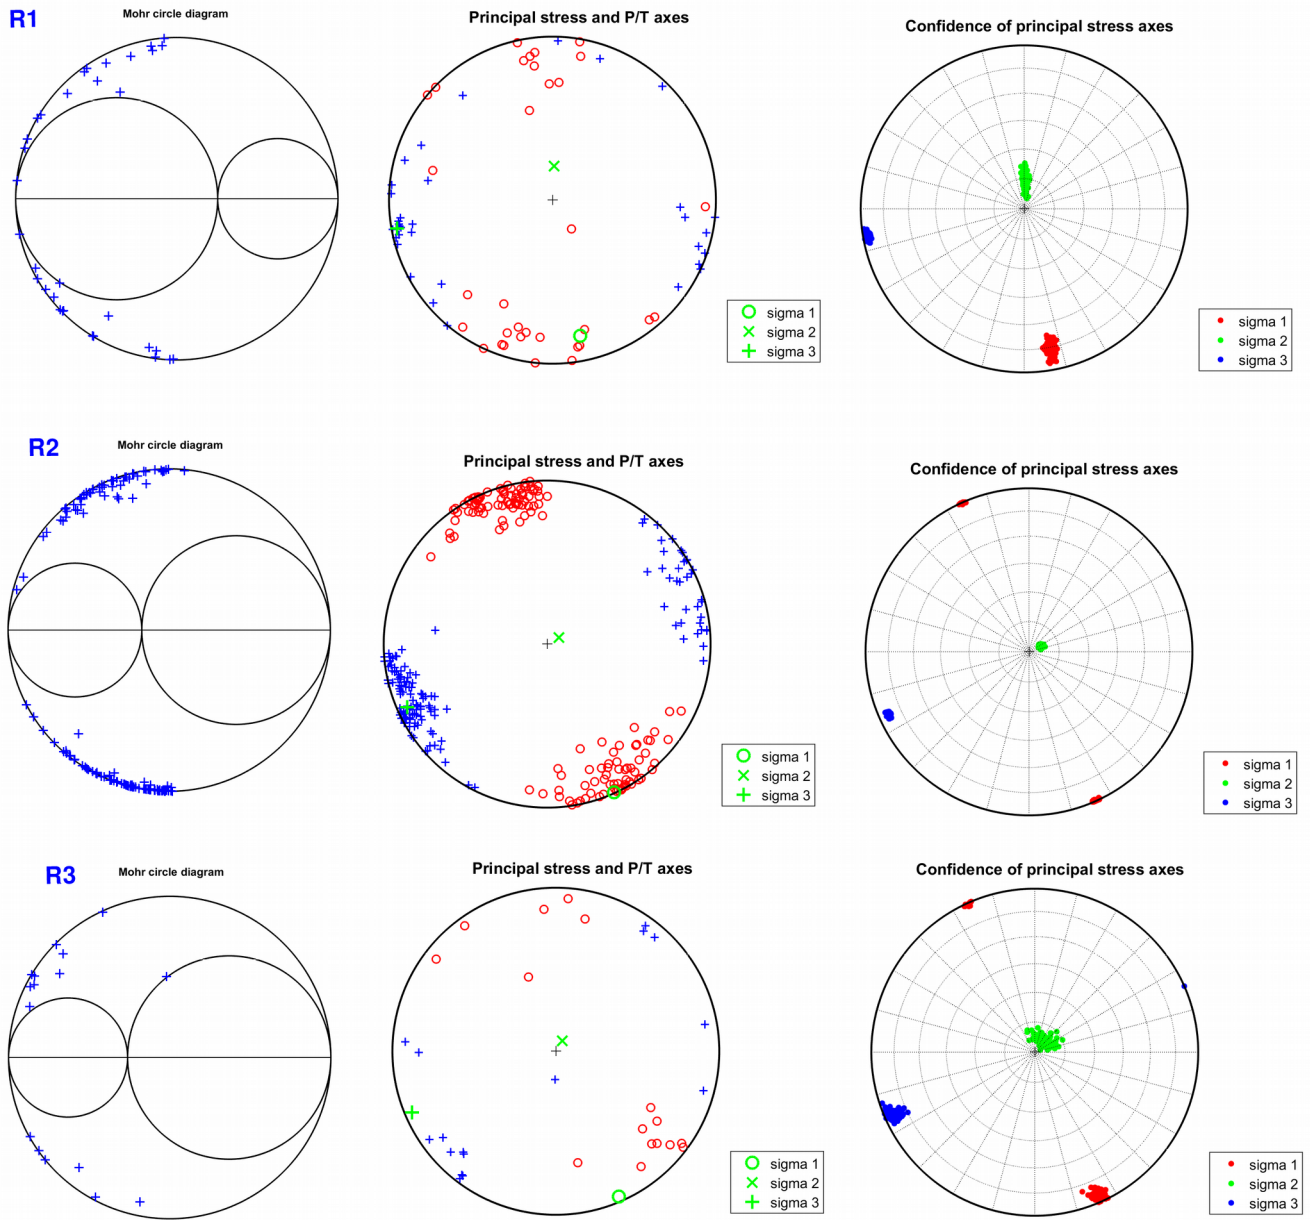 R1
Mohr circle diagram
Principal stress and P/T axes
Confidence of principal stress axes
sigma 1
sigma 2
sigma 3
sigma 1
sigma 2
sigma 3
R2
Mohr circle diagram
Principal stress and P/T axes
Confidence of principal stress axes
sigma 1
sigma 2
sigma 3
sigma 1
sigma 2
sigma 3
R3
Mohr circle diagram
Principal stress and P/T axes
Confidence of principal stress axes
sigma 1
sigma 2
sigma 3
sigma 1
sigma 2
sigma 3